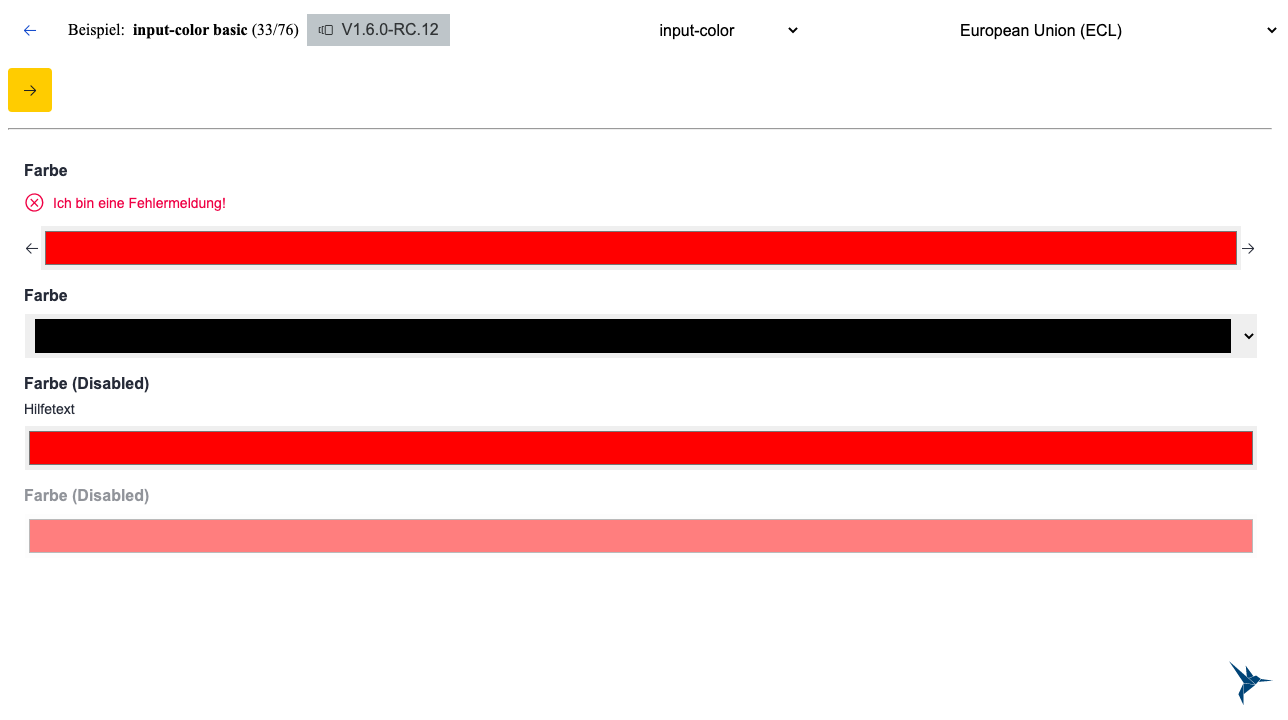 Beispiel: input-color basic (33/76) V1.6.0-RC.12 input-color European Union (ECL)
Farbe
Ich bin eine Fehlermeldung!
Farbe
Farbe (Disabled)
Hilfetext
Farbe (Disabled)